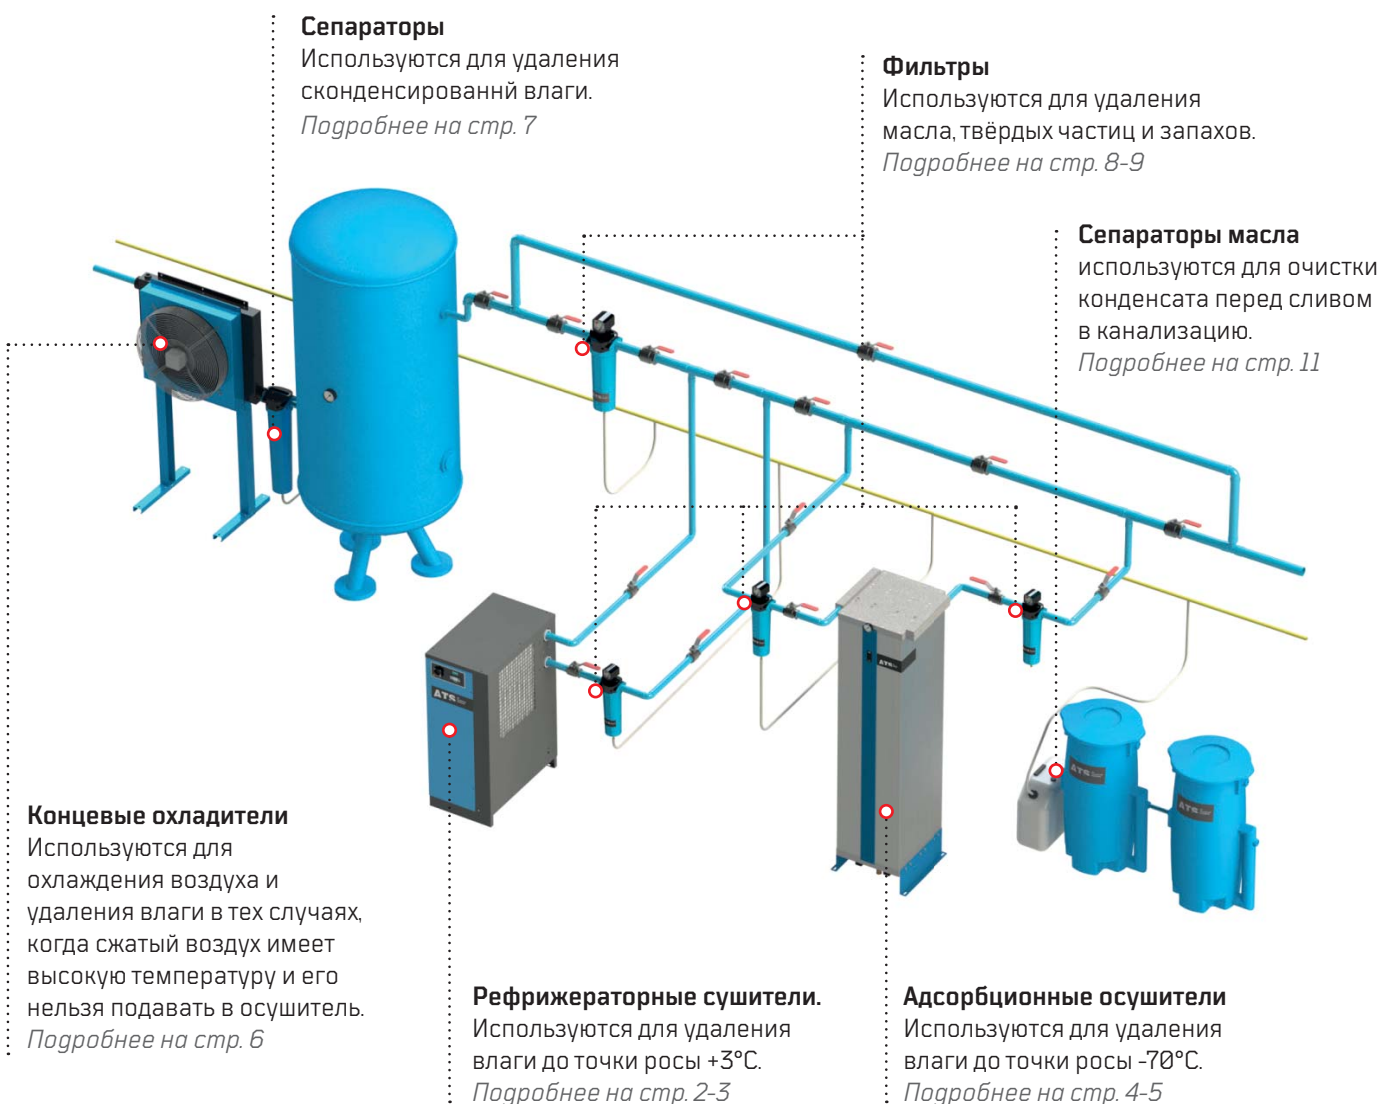 Сепараторы
Используются для удаления
сконденсированнй влаги.
Подробнее на стр. 7
Фильтры
Используются для удаления
масла, твёрдых частиц и запахов.
Подробнее на стр. 8-9
Сепараторы масла
используются для очистки
конденсата перед сливом
в канализацию.
Подробнее на стр. 11
Концевые охладители
Используются для
охлаждения воздуха и
удаления влаги в тех случаях,
когда сжатый воздух имеет
высокую температуру и его
нельзя подавать в осушитель.
Подробнее на стр. 6
Рефрижераторные сушители.
Используются для удаления
влаги до точки росы +3°С.
Подробнее на стр. 2-3
Адсорбционные осушители
Используются для удаления
влаги до точки росы -70°С.
Подробнее на стр. 4-5
ATS
ATS
ATS
ATS